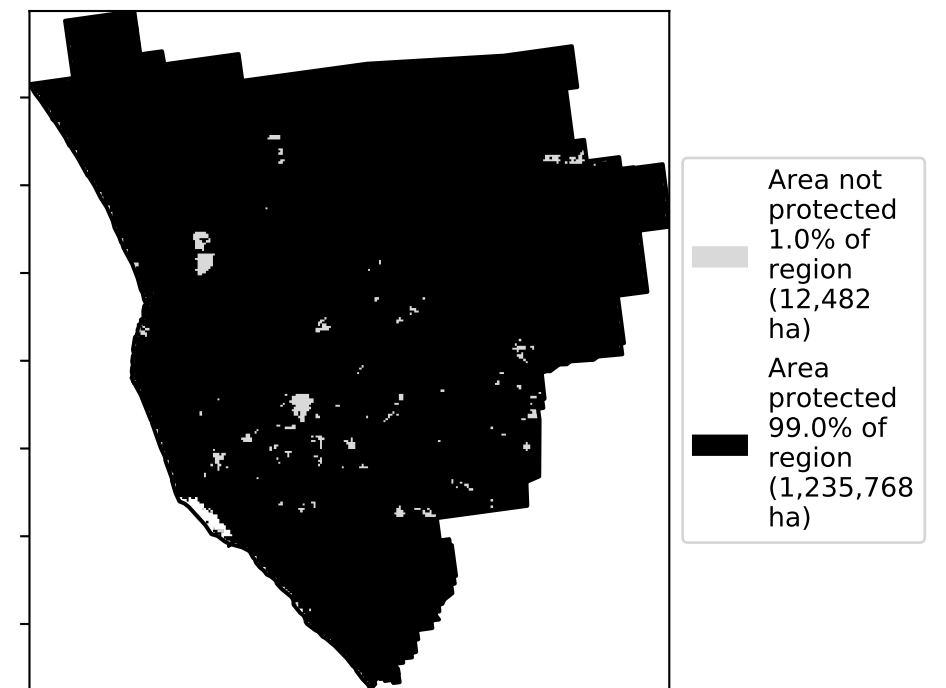 Area not
protected
1.0% of
region
(12,482
ha)
Area
protected
99.0% of
region
(1,235,768
ha)